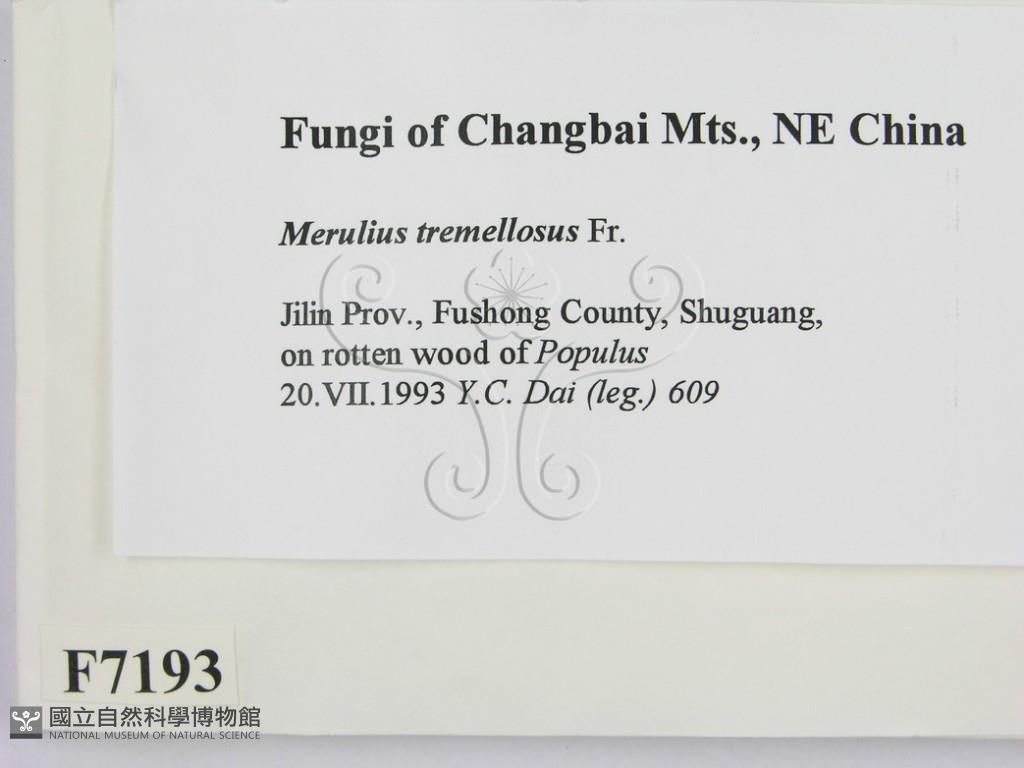 Fungi of Changbai Mts., NE China
Merulius tremellosus Fr.
Jilin Prov., Fushong County, Shuguang,
on rotten wood of Populus
20.VII.1993 Y.C. Dai (leg.) 609
F7193
國立自然科學博物館
NATIONAL MUSEUM OF NATURAL SCIENCE